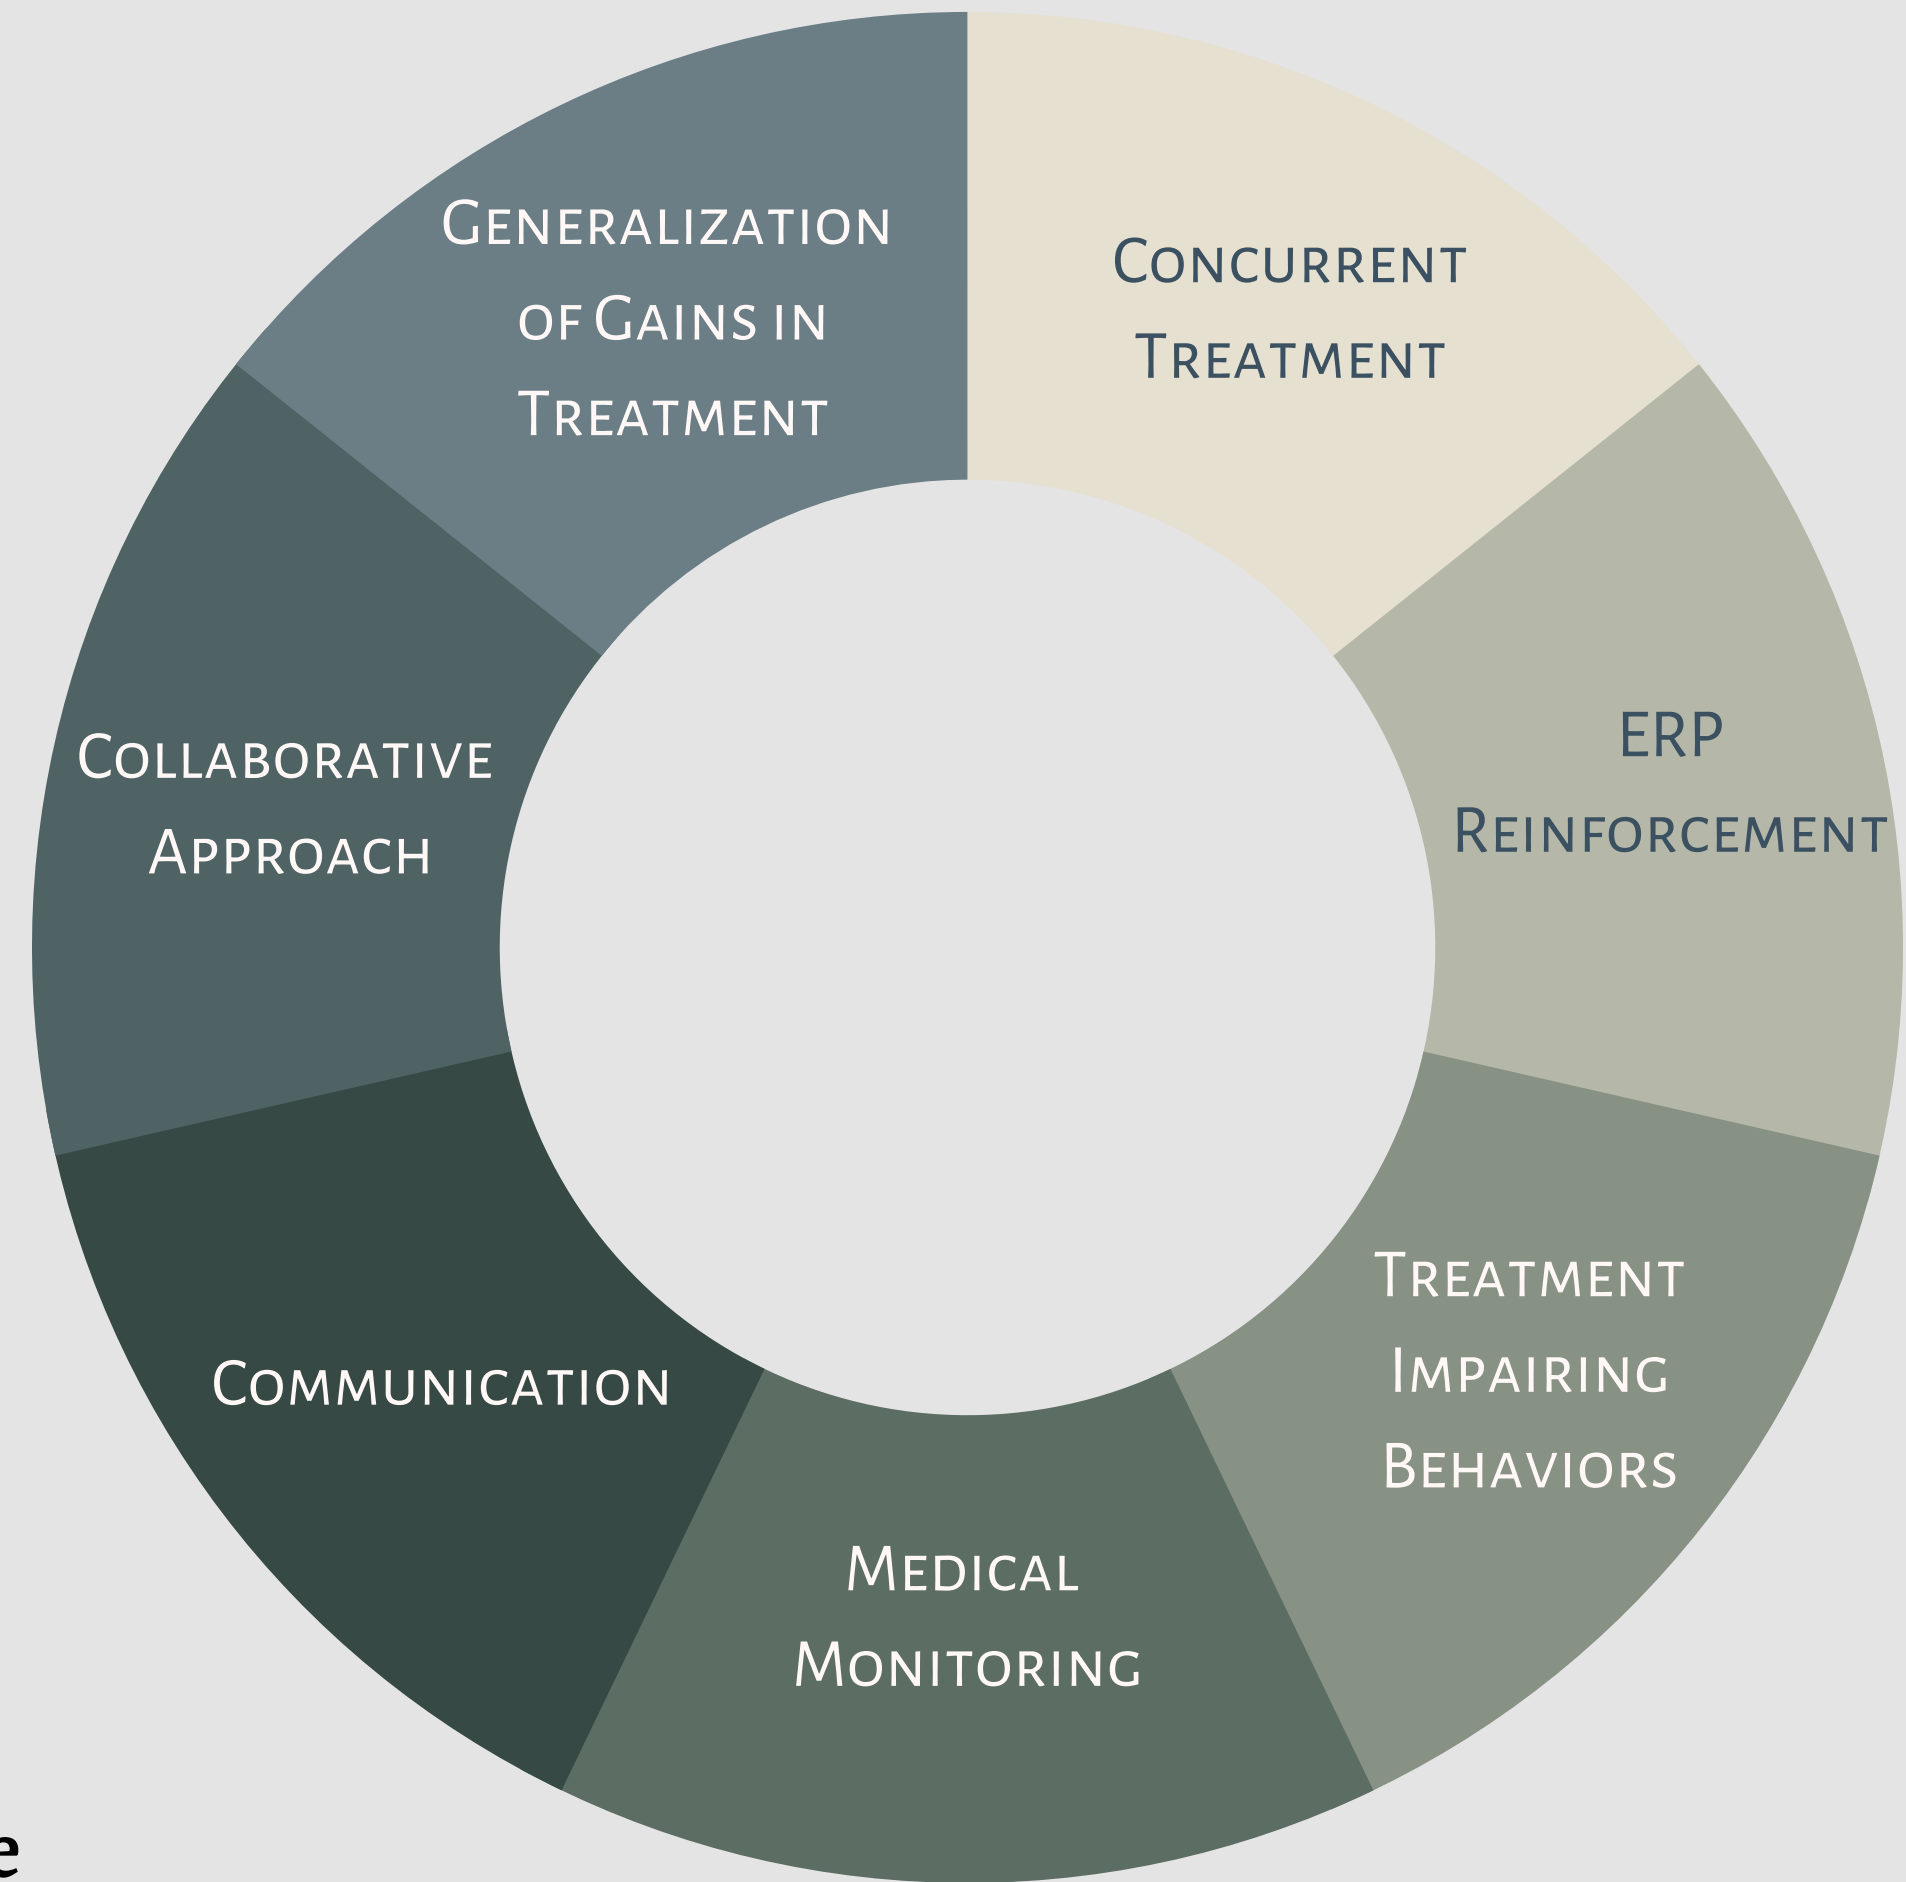 Generalization
of Gains in
Treatment
Concurrent
Treatment
ERP
Reinforcement
Treatment
Impairing
Behaviors
Medical
Monitoring
Communication
Collaborative
Approach
e